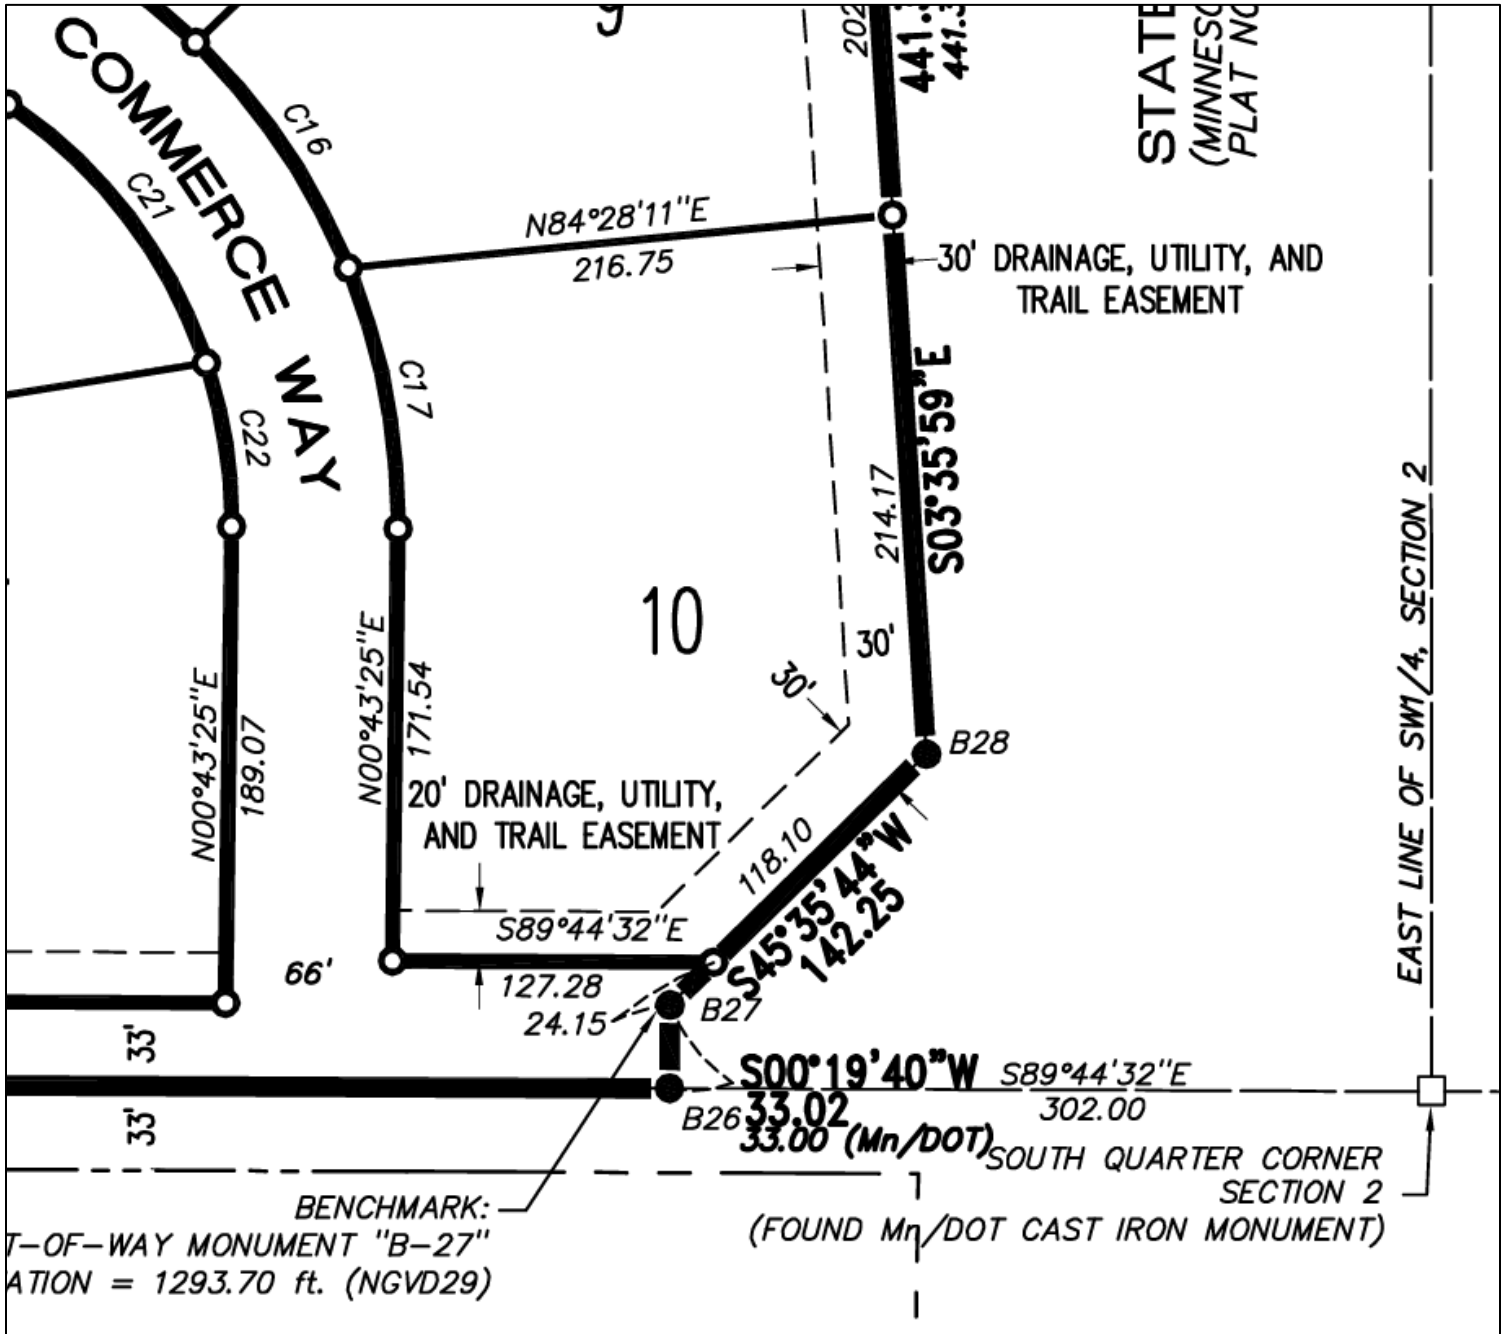 COMMERCE WAY
C16
C21
C17
C22
9
202
441.
441.3
STATE
(MINNESO
PLAT NO
N84°28'11"E
216.75
30' DRAINAGE, UTILITY, AND
TRAIL EASEMENT
S03°35'59"E
214.17
EAST LINE OF SW1/4, SECTION 2
10
30'
30'
B28
N00°43'25"E
189.07
N00°43'25"E
171.54
20' DRAINAGE, UTILITY,
AND TRAIL EASEMENT
118.10
S45°35'44"W
142.25
S89°44'32"E
127.28
66'
24.15
B27
33'
33'
S00°19'40"W
33.02
33.00 (Mn/DOT)
B26
S89°44'32"E
302.00
SOUTH QUARTER CORNER
SECTION 2
(FOUND Mn/DOT CAST IRON MONUMENT)
BENCHMARK:
T-OF-WAY MONUMENT "B-27"
ATION = 1293.70 ft. (NGVD29)